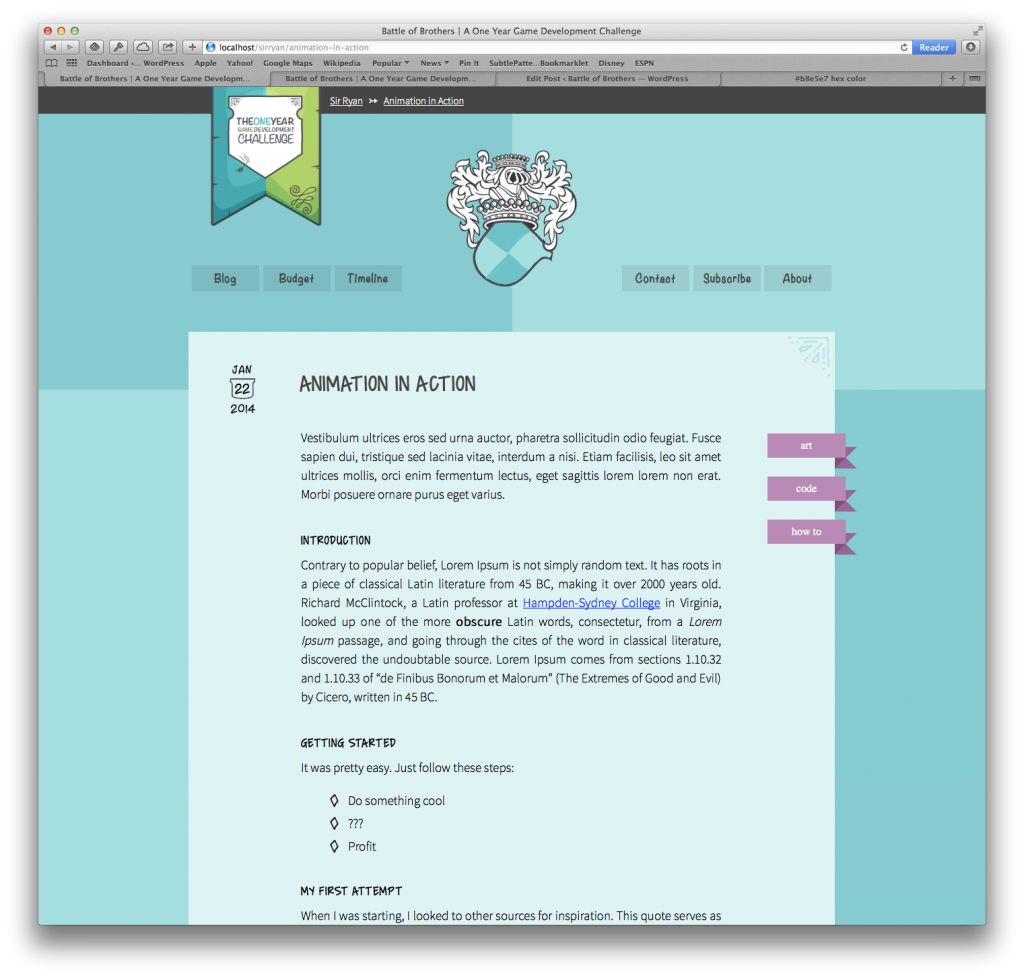 Battle of Brothers | A One Year Game Development Challenge
localhost/sirryan/animation-in-action
Reader
Dashboard ‹... WordPress Apple Yahoo! Google Maps Wikipedia Popular News Pin It SubtlePatte...Bookmarklet Disney ESPN
Battle of Brothers | A One Year Game Developm... Battle of Brothers | A One Year Game Developm... Edit Post ‹ Battle of Brothers — WordPress #b8e5e7 hex color
Sir Ryan Animation in Action
THEONEYEAR
GAME DEVELOPMENT
CHALLENGE
Blog Budget Timeline Contact Subscribe About
JAN
22
2014
ANIMATION IN ACTION
Vestibulum ultrices eros sed urna auctor, pharetra sollicitudin odio feugiat. Fusce
sapien dui, tristique sed lacinia vitae, interdum a nisi. Etiam facilisis, leo sit amet
ultrices mollis, orci enim fermentum lectus, eget sagittis lorem lorem non erat.
Morbi posuere ornare purus eget varius.
art
code
how to
INTRODUCTION
Contrary to popular belief, Lorem Ipsum is not simply random text. It has roots in
a piece of classical Latin literature from 45 BC, making it over 2000 years old.
Richard McClintock, a Latin professor at Hampden-Sydney College in Virginia,
looked up one of the more obscure Latin words, consectetur, from a Lorem
Ipsum passage, and going through the cites of the word in classical literature,
discovered the undoubtable source. Lorem Ipsum comes from sections 1.10.32
and 1.10.33 of “de Finibus Bonorum et Malorum” (The Extremes of Good and Evil)
by Cicero, written in 45 BC.
GETTING STARTED
It was pretty easy. Just follow these steps:
Do something cool
???
Profit
MY FIRST ATTEMPT
When I was starting, I looked to other sources for inspiration. This quote serves as